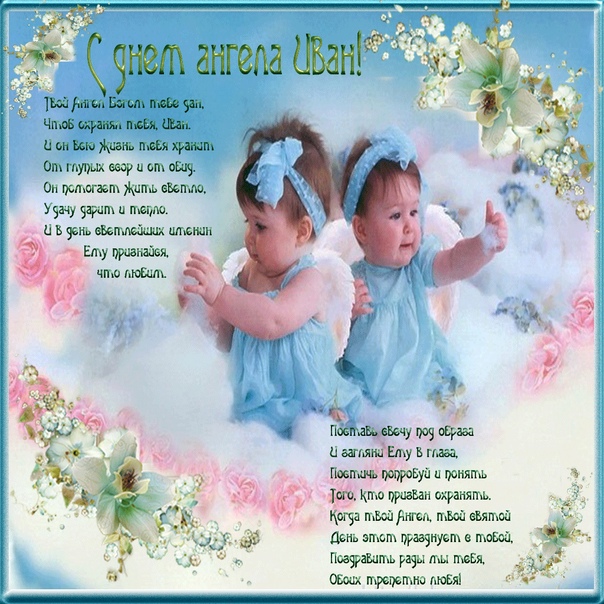 С днем ангела Иван!
Твой Ангел Богом тебе дан,
Чтоб охранял тебя, Иван.
И он всю жизнь тебя хранит
От глупых ссор и от обид.
Он помогает жить светло,
Удачу дарит и тепло.
И в день светлейших именин
Ему признайся,
что любим.
Поставь свечу под образа
И загляни Ему в глаза,
Постичь попробуй и понять
Того, кто призван охранять.
Когда твой Ангел, твой святой
День этот празднует с тобой,
Поздравить рады мы тебя,
Обоих трепетно любя!